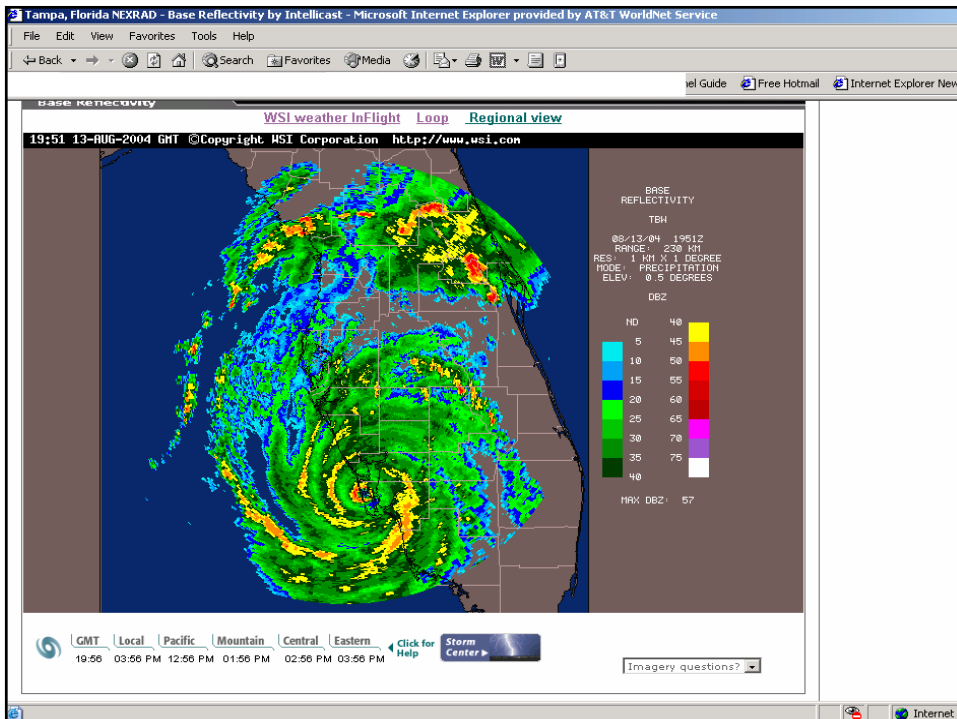 Tampa, Florida NEXRAD - Base Reflectivity by Intellicast - Microsoft Internet Explorer provided by AT&T WorldNet Service
File Edit View Favorites Tools Help
Back Search Favorites Media
nel Guide Free Hotmail Internet Explorer New
Base Reflectivity
WSI weather InFlight Loop Regional view
19:51 13-AUG-2004 GMT ©Copyright WSI Corporation http://www.wsi.com
BASE
REFLECTIVITY
TBW
08/13/04 1951Z
RANGE: 230 KM
RES: 1 KM X 1 DEGREE
MODE: PRECIPITATION
ELEV: 0.5 DEGREES
DBZ
ND 40
5 45
10 50
15 55
20 60
25 65
30 70
35 75
40
MAX DBZ: 57
GMT Local Pacific Mountain Central Eastern
19:56 03:56 PM 12:56 PM 01:56 PM 02:56 PM 03:56 PM
Click for
Help
Storm
Center
Imagery questions?
Internet